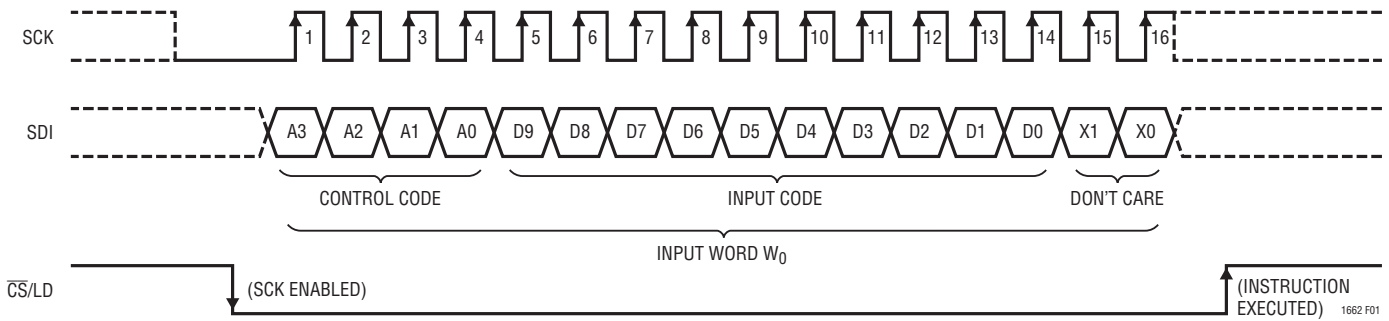 SCK 1 2 3 4 5 6 7 8 9 10 11 12 13 14 15 16
SDI A3 A2 A1 A0 D9 D8 D7 D6 D5 D4 D3 D2 D1 D0 X1 X0
CONTROL CODE INPUT CODE DON'T CARE
INPUT WORD W0
CS/LD (SCK ENABLED) (INSTRUCTION
EXECUTED) 1662 F01